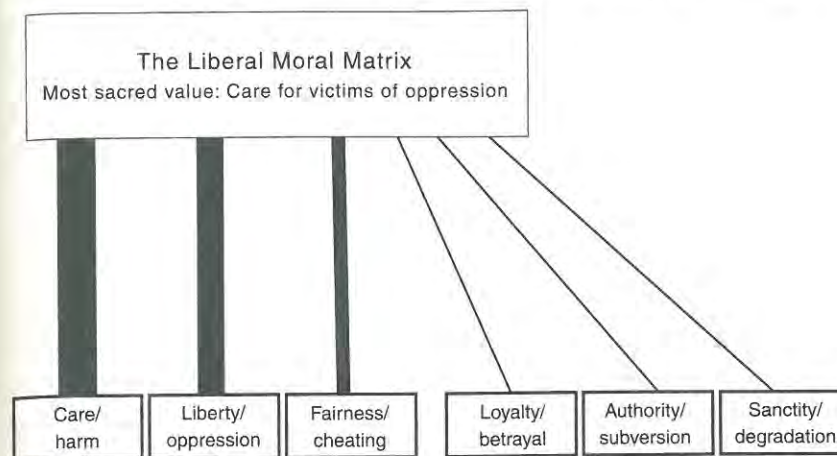 The Liberal Moral Matrix
Most sacred value: Care for victims of oppression
Care/
harm
Liberty/
oppression
Fairness/
cheating
Loyalty/
betrayal
Authority/
subversion
Sanctity/
degradation